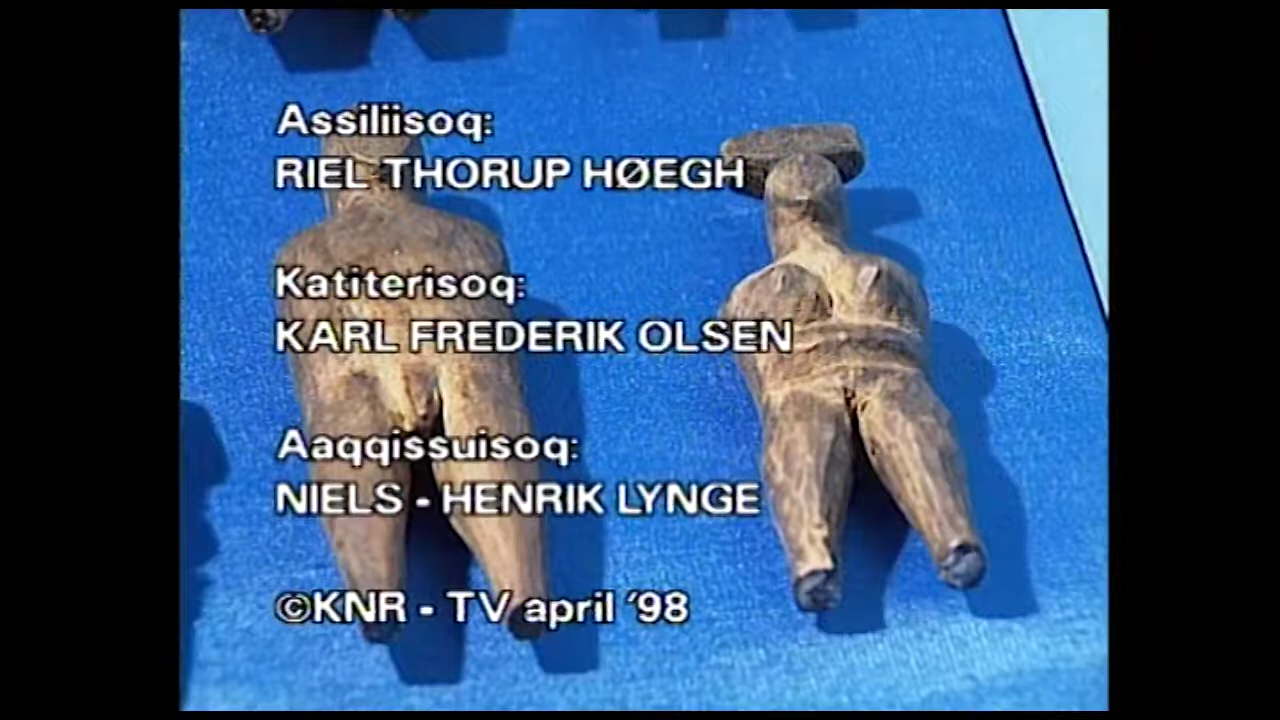 Assiliisoq:
RIEL THORUP HØEGH
Katiterisoq:
KARL FREDERIK OLSEN
Aaqqissuisoq:
NIELS - HENRIK LYNGE
©KNR - TV april '98